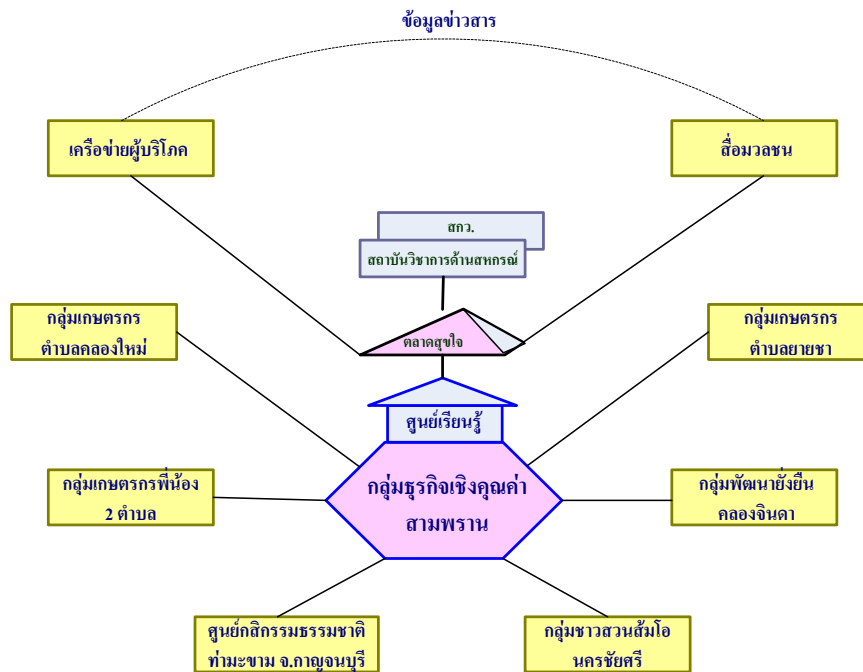 ข้อมูลข่าวสาร
เครือข่ายผู้บริโภค
สื่อมวลชน
สกว.
สถาบันวิชาการด้านสหกรณ์
กลุ่มเกษตรกร
ตำบลคลองใหม่
ตลาดสุขใจ
กลุ่มเกษตรกร
ตำบลยายชา
ศูนย์เรียนรู้
กลุ่มเกษตรกรพี่น้อง
2 ตำบล
กลุ่มธุรกิจเชิงคุณค่า
สามพราน
กลุ่มพัฒนายั่งยืน
คลองจินดา
ศูนย์กสิกรรมธรรมชาติ
ท่ามะขาม จ.กาญจนบุรี
กลุ่มชาวสวนส้มโอ
นครชัยศรี